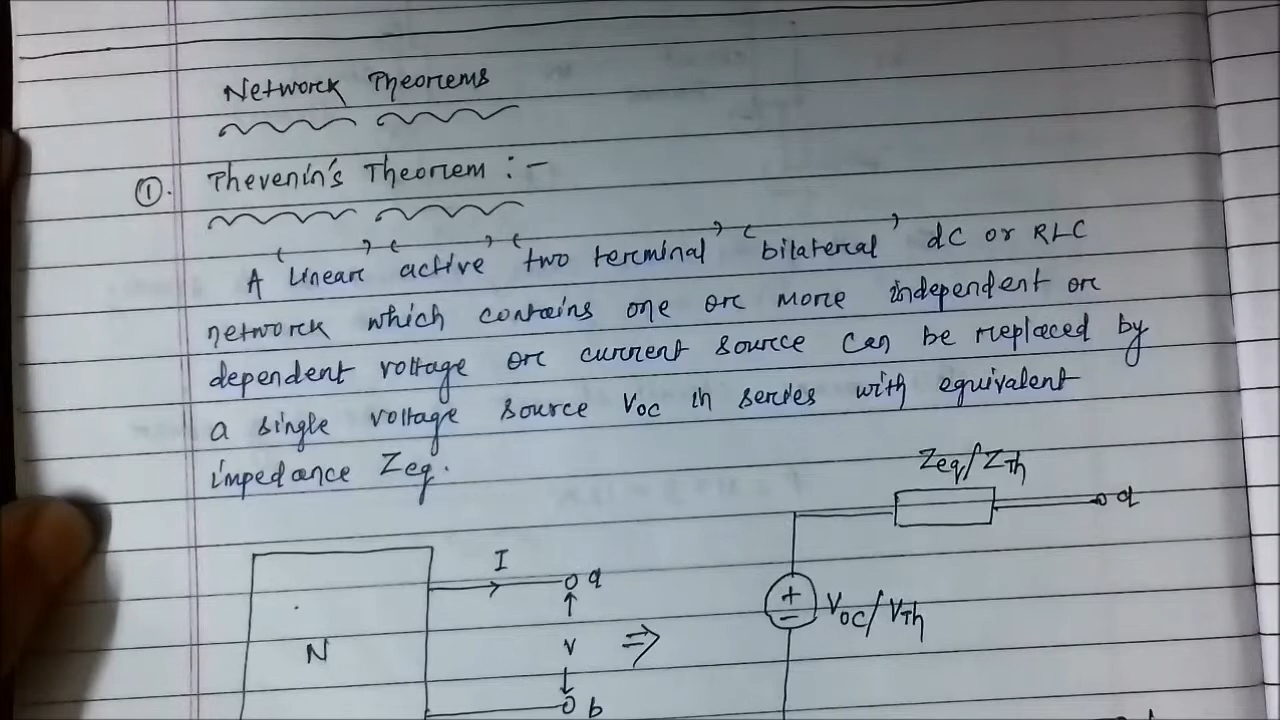 Network Theorems
①. Thevenin's Theorem : -
A linear active two terminal bilateral dC or RLC
network which contains one or more independent or
dependent voltage or current source can be replaced by
a single voltage source Voc in series with equivalent
impedance Zeq.
Zeq/ZTh
a
I
a
+
-
VOC/VTh
N
V
⇒
b